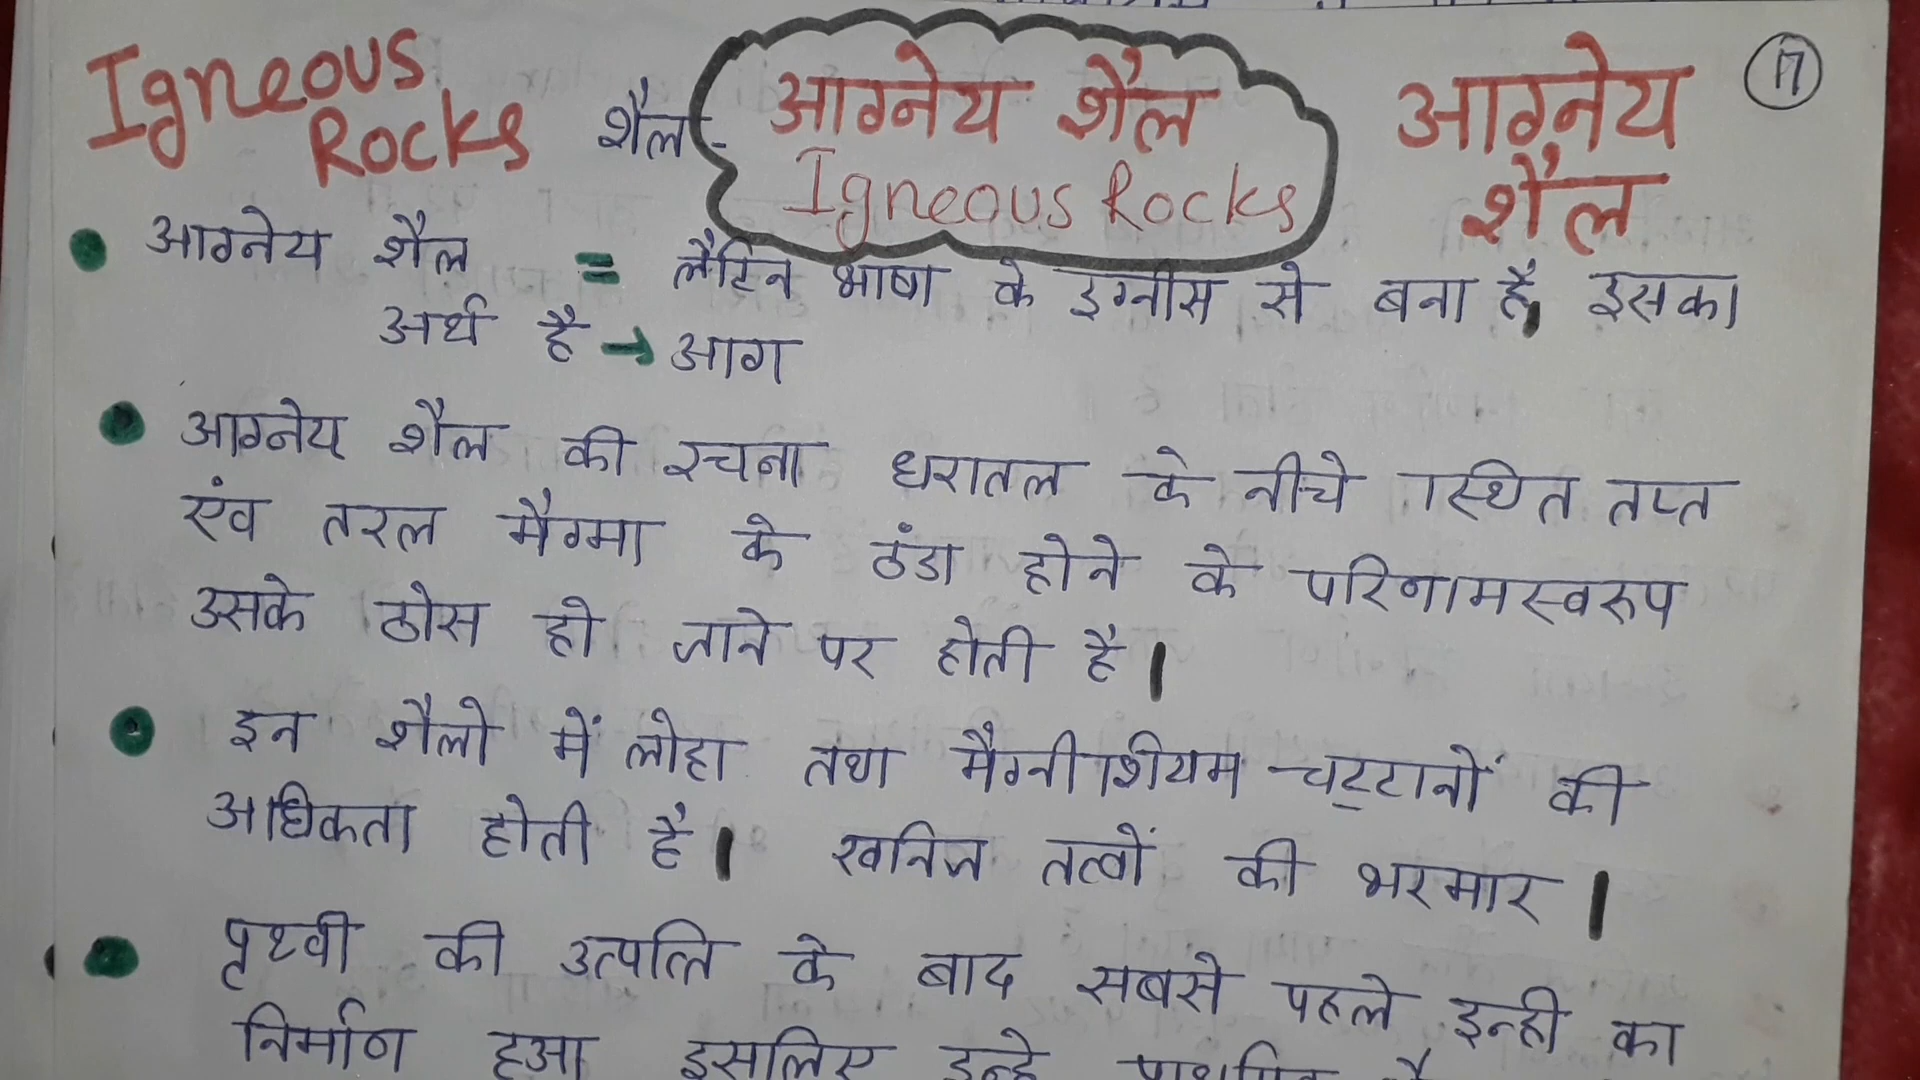 Igneous Rocks
शैल-
आग्नेय शैल
Igneous Rocks
आग्नेय शैल
17
आग्नेय शैल = लैटिन भाषा के इग्नीस से बना है, इसका
अर्थ है → आग
आग्नेय शैल की रचना धरातल के नीचे स्थित तप्त
एंव तरल मैग्मा के ठंडा होने के परिणामस्वरूप
उसके ठोस हो जाने पर होती है।
इन शैलो में लोहा तथा मैग्नीशियम चट्टानों की
अधिकता होती है। खनिज तत्वों की भरमार।
पृथ्वी की उत्पत्ति के बाद सबसे पहले इन्ही का
निर्माण हुआ इसलिए इन्हे